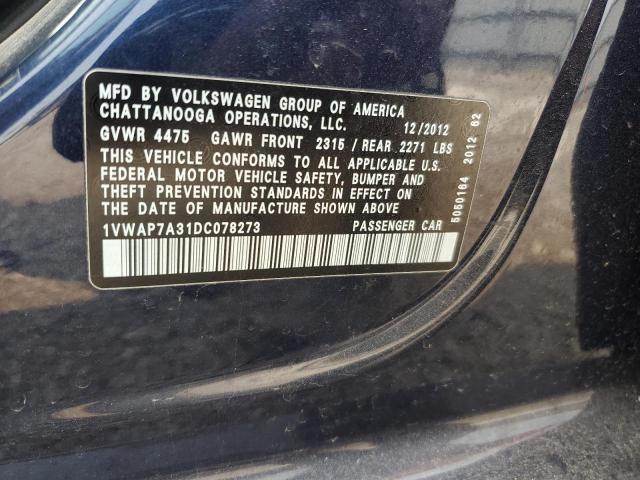 MFD BY VOLKSWAGEN GROUP OF AMERICA
CHATTANOOGA OPERATIONS, LLC. 12/2012
GVWR 4475 GAWR FRONT 2315 / REAR 2271 LBS
THIS VEHICLE CONFORMS TO ALL APPLICABLE U.S.
FEDERAL MOTOR VEHICLE SAFETY, BUMPER AND
THEFT PREVENTION STANDARDS IN EFFECT ON
THE DATE OF MANUFACTURE SHOWN ABOVE
1VWAP7A31DC078273 PASSENGER CAR
5050164 2012 62